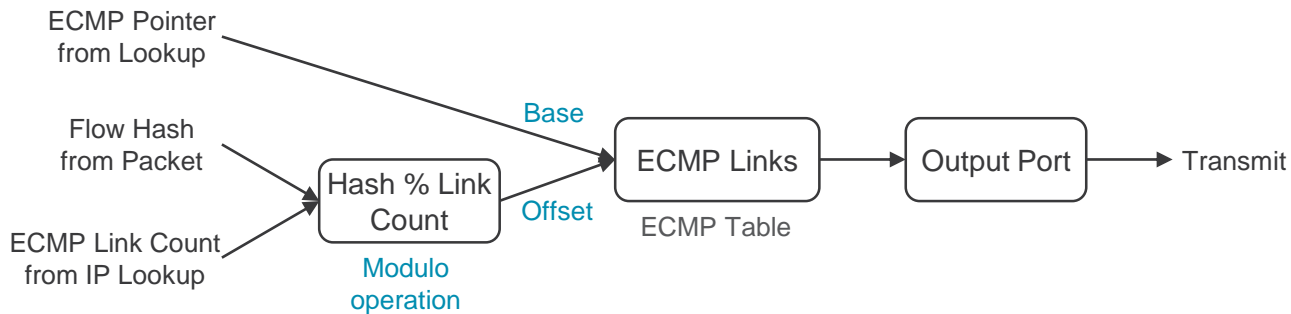 ECMP Pointer
from Lookup
Flow Hash
from Packet
ECMP Link Count
from IP Lookup
Hash % Link
Count
Modulo
operation
Base
Offset
ECMP Links
ECMP Table
Output Port
Transmit